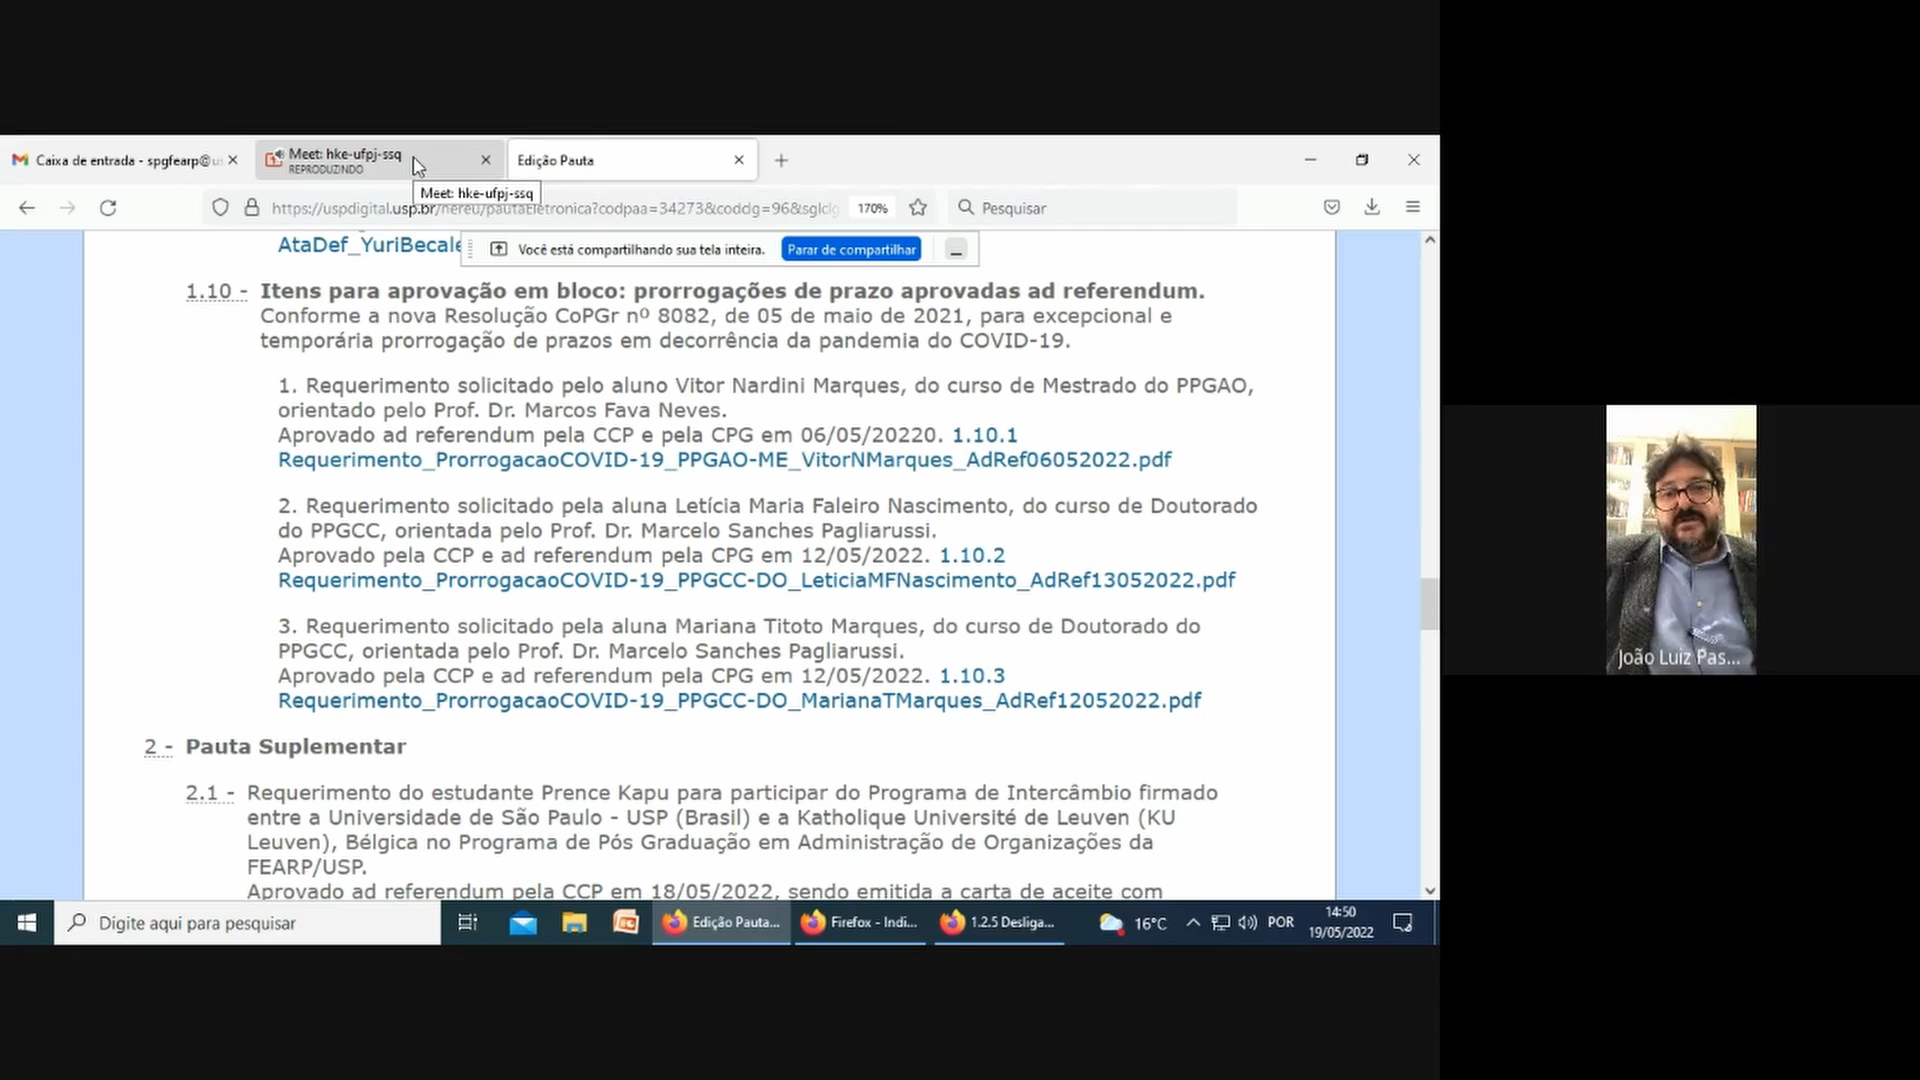 Caixa de entrada - spgfearp@u
Meet: hke-ufpj-ssq
REPRODUZINDO
Edição Pauta
Meet: hke-ufpj-ssq
https://uspdigital.usp.br/nereu/pautaEletronica?codpaa=34273&codclg=96&sglclg
170%
Pesquisar
AtaDef_YuriBecale
Você está compartilhando sua tela inteira.
Parar de compartilhar
1.10 - Itens para aprovação em bloco: prorrogações de prazo aprovadas ad referendum.
Conforme a nova Resolução CoPGr nº 8082, de 05 de maio de 2021, para excepcional e
temporária prorrogação de prazos em decorrência da pandemia do COVID-19.
1. Requerimento solicitado pelo aluno Vitor Nardini Marques, do curso de Mestrado do PPGAO,
orientado pelo Prof. Dr. Marcos Fava Neves.
Aprovado ad referendum pela CCP e pela CPG em 06/05/20220. 1.10.1
Requerimento_ProrrogacaoCOVID-19_PPGAO-ME_VitorNMarques_AdRef06052022.pdf
2. Requerimento solicitado pela aluna Letícia Maria Faleiro Nascimento, do curso de Doutorado
do PPGCC, orientada pelo Prof. Dr. Marcelo Sanches Pagliarussi.
Aprovado pela CCP e ad referendum pela CPG em 12/05/2022. 1.10.2
Requerimento_ProrrogacaoCOVID-19_PPGCC-DO_LeticiaMFNascimento_AdRef13052022.pdf
3. Requerimento solicitado pela aluna Mariana Titoto Marques, do curso de Doutorado do
PPGCC, orientada pelo Prof. Dr. Marcelo Sanches Pagliarussi.
Aprovado pela CCP e ad referendum pela CPG em 12/05/2022. 1.10.3
Requerimento_ProrrogacaoCOVID-19_PPGCC-DO_MarianaTMarques_AdRef12052022.pdf
2 - Pauta Suplementar
2.1 - Requerimento do estudante Prence Kapu para participar do Programa de Intercâmbio firmado
entre a Universidade de São Paulo - USP (Brasil) e a Katholique Université de Leuven (KU
Leuven), Bélgica no Programa de Pós Graduação em Administração de Organizações da
FEARP/USP.
Aprovado ad referendum pela CCP em 18/05/2022, sendo emitida a carta de aceite com
João Luiz Pas...
Digite aqui para pesquisar
Edição Pauta...
Firefox - Indi...
1.2.5 Desliga...
16°C
POR
14:50
19/05/2022